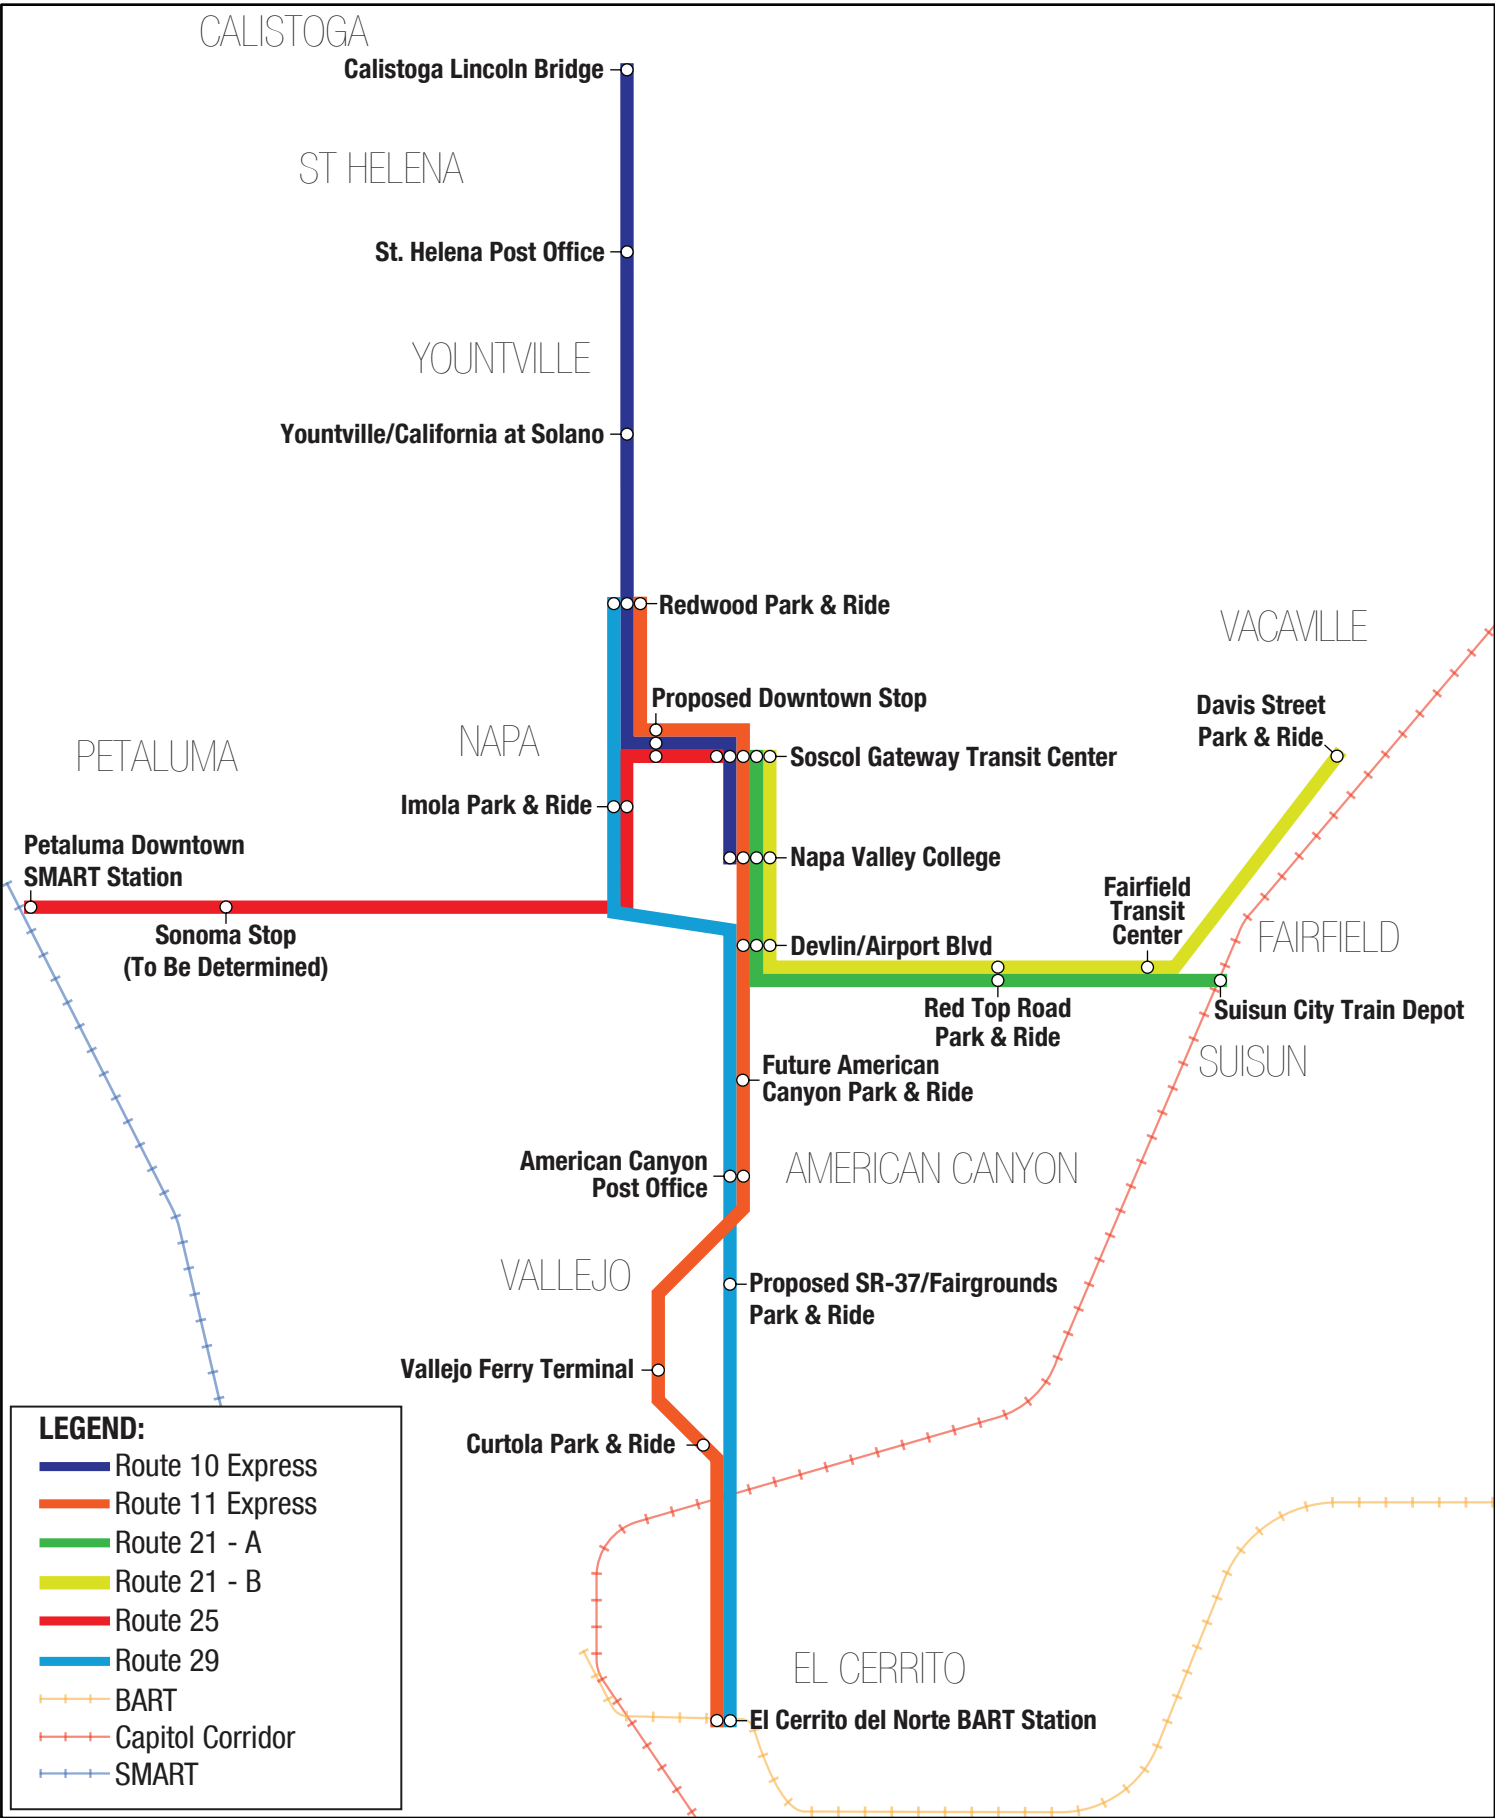 CALISTOGA
Calistoga Lincoln Bridge
ST HELENA
St. Helena Post Office
YOUNTVILLE
Yountville/California at Solano
Redwood Park & Ride
VACAVILLE
Proposed Downtown Stop
Davis Street
Park & Ride
PETALUMA
NAPA
Soscol Gateway Transit Center
Imola Park & Ride
Petaluma Downtown
SMART Station
Napa Valley College
Fairfield
Transit
Center
Sonoma Stop
(To Be Determined)
Devlin/Airport Blvd
FAIRFIELD
Red Top Road
Park & Ride
Suisun City Train Depot
SUISUN
Future American
Canyon Park & Ride
American Canyon
Post Office
AMERICAN CANYON
VALLEJO
Proposed SR-37/Fairgrounds
Park & Ride
Vallejo Ferry Terminal
Curtola Park & Ride
LEGEND:
Route 10 Express
Route 11 Express
Route 21 - A
Route 21 - B
Route 25
Route 29
BART
Capitol Corridor
SMART
EL CERRITO
El Cerrito del Norte BART Station